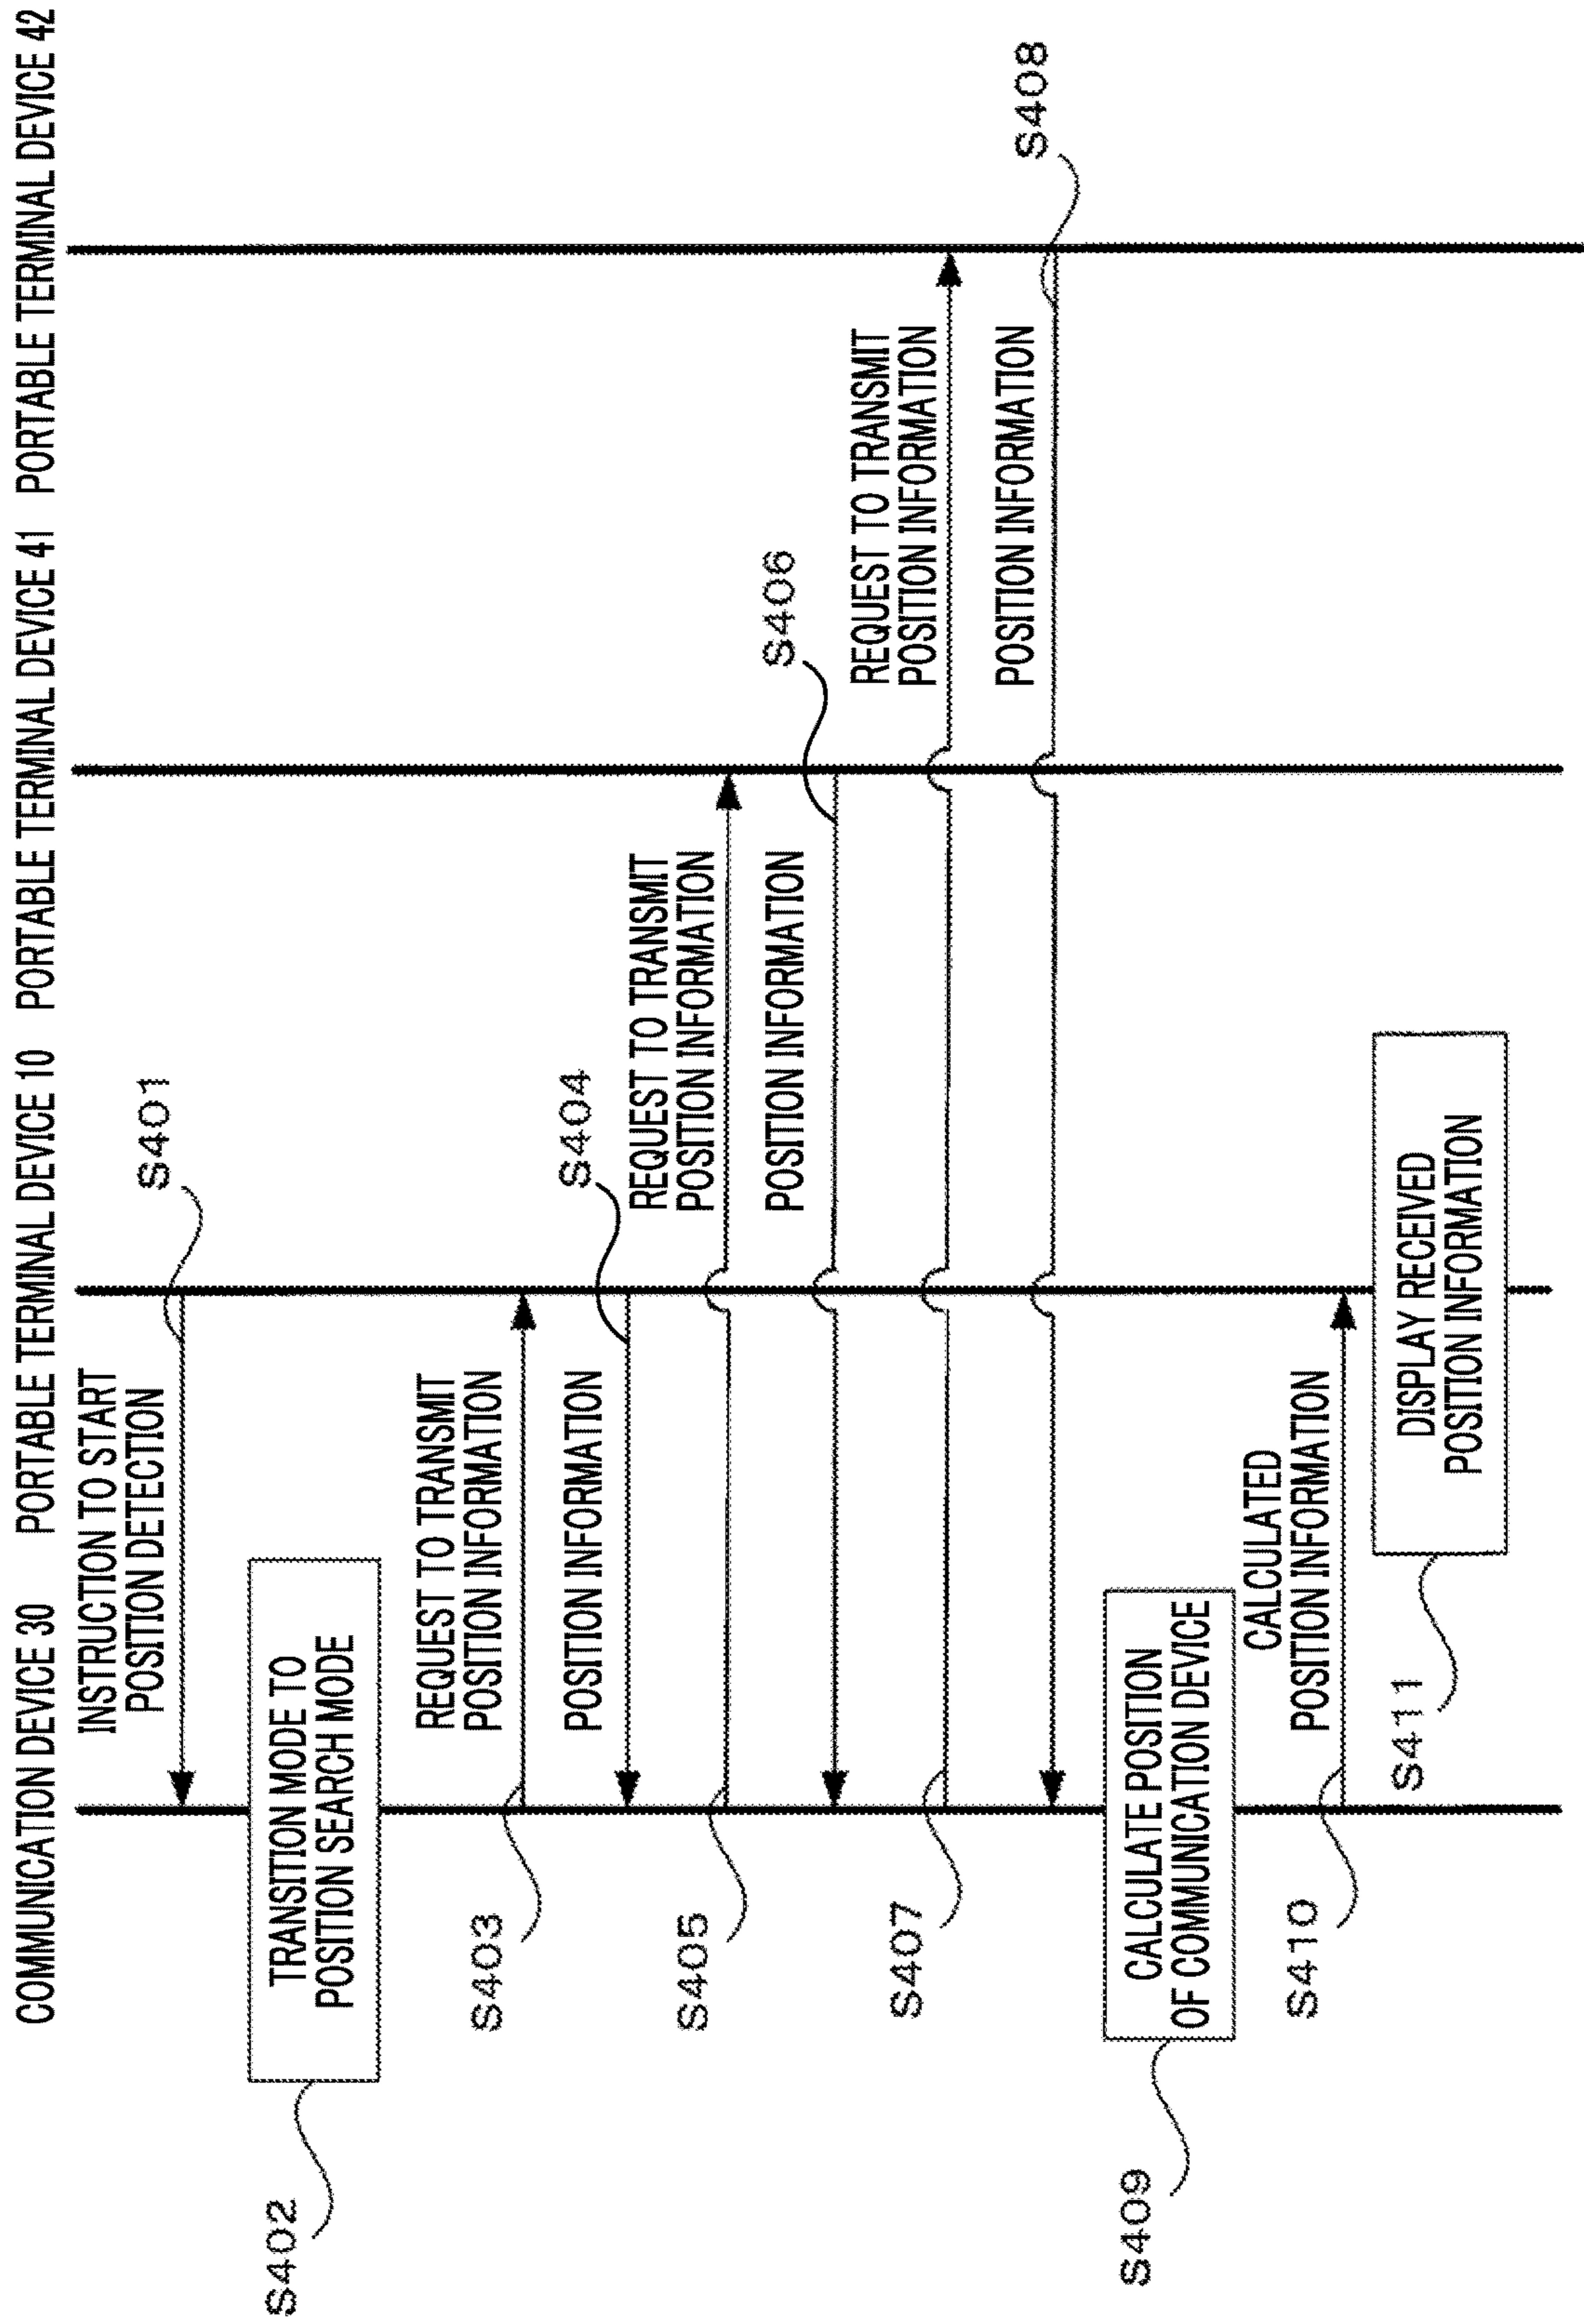 COMMUNICATION DEVICE 30
PORTABLE TERMINAL DEVICE 10
PORTABLE TERMINAL DEVICE 41
PORTABLE TERMINAL DEVICE 42
INSTRUCTION TO START
POSITION DETECTION
S401
TRANSITION MODE TO
POSITION SEARCH MODE
S402
REQUEST TO TRANSMIT
POSITION INFORMATION
S403
POSITION INFORMATION
S404
REQUEST TO TRANSMIT
POSITION INFORMATION
S405
POSITION INFORMATION
S406
REQUEST TO TRANSMIT
POSITION INFORMATION
S407
POSITION INFORMATION
S408
CALCULATE POSITION
OF COMMUNICATION DEVICE
S409
CALCULATED
POSITION INFORMATION
S410
DISPLAY RECEIVED
POSITION INFORMATION
S411